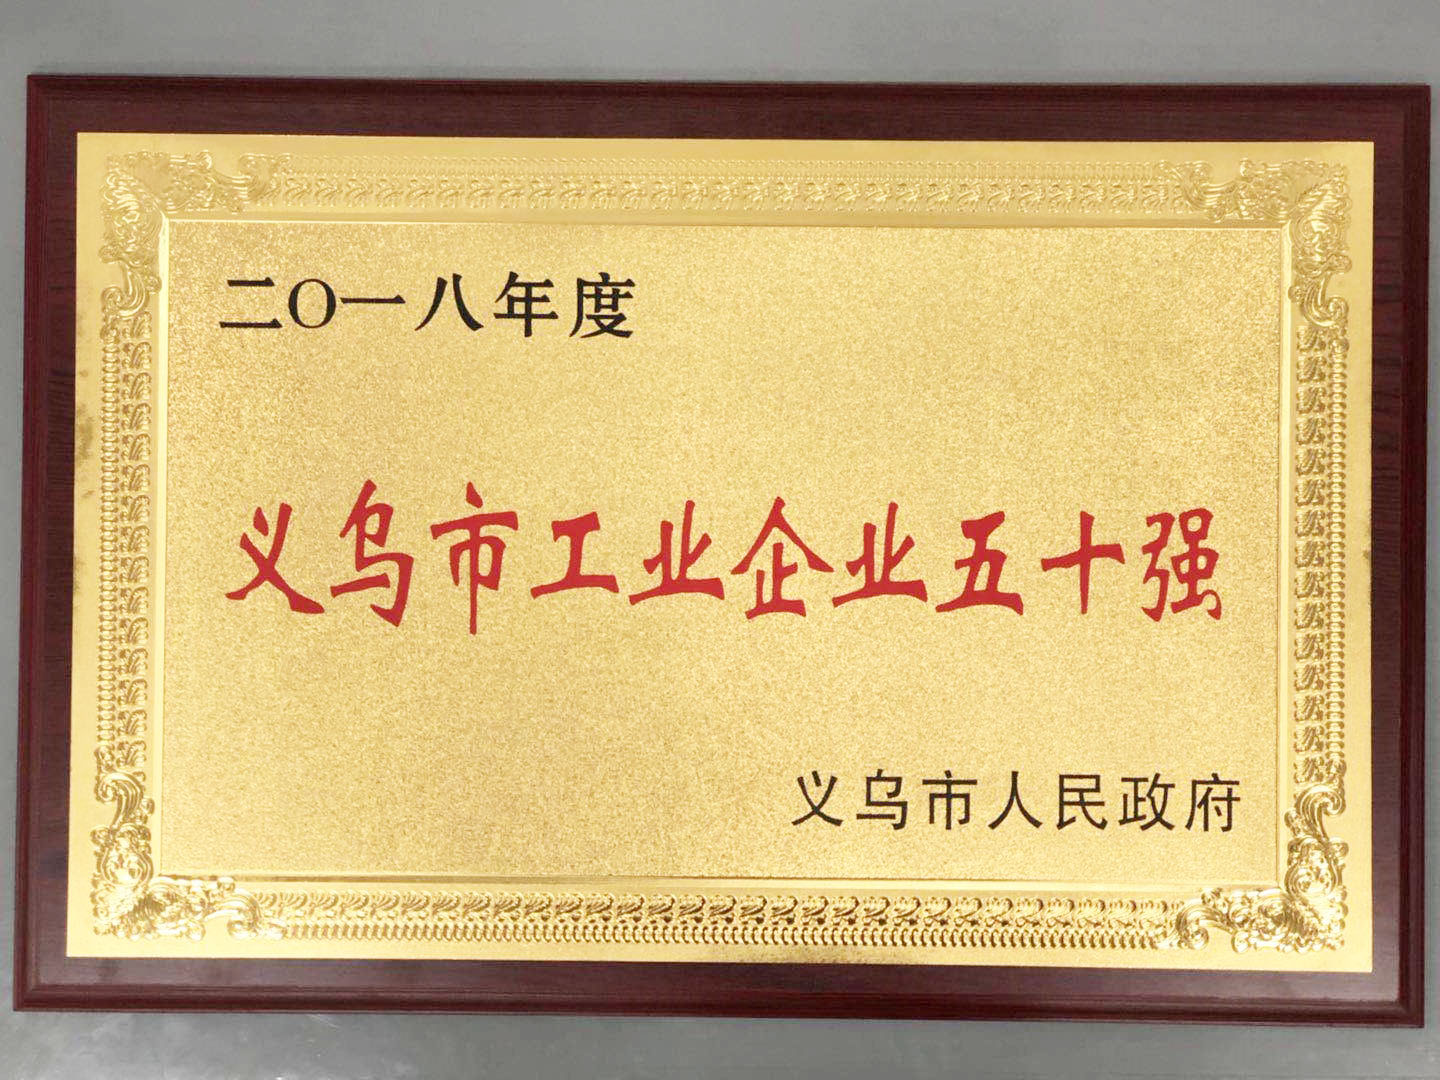 二〇一八年度
义乌市工业企业五十强
义乌市人民政府